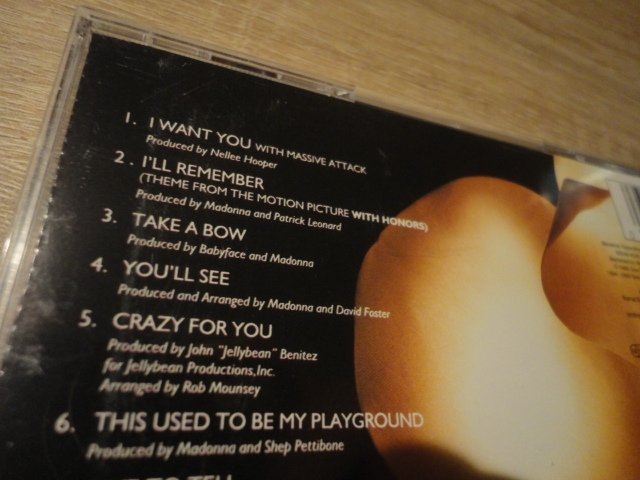 1. I WANT YOU WITH MASSIVE ATTACK
Produced by Nellee Hooper
2. I'LL REMEMBER
(THEME FROM THE MOTION PICTURE WITH HONORS)
Produced by Madonna and Patrick Leonard
3. TAKE A BOW
Produced by Babyface and Madonna
4. YOU'LL SEE
Produced and Arranged by Madonna and David Foster
5. CRAZY FOR YOU
Produced by John "Jellybean" Benitez
for Jellybean Productions, Inc.
Arranged by Rob Mounsey
6. THIS USED TO BE MY PLAYGROUND
Produced by Madonna and Shep Pettibone
TO TELL